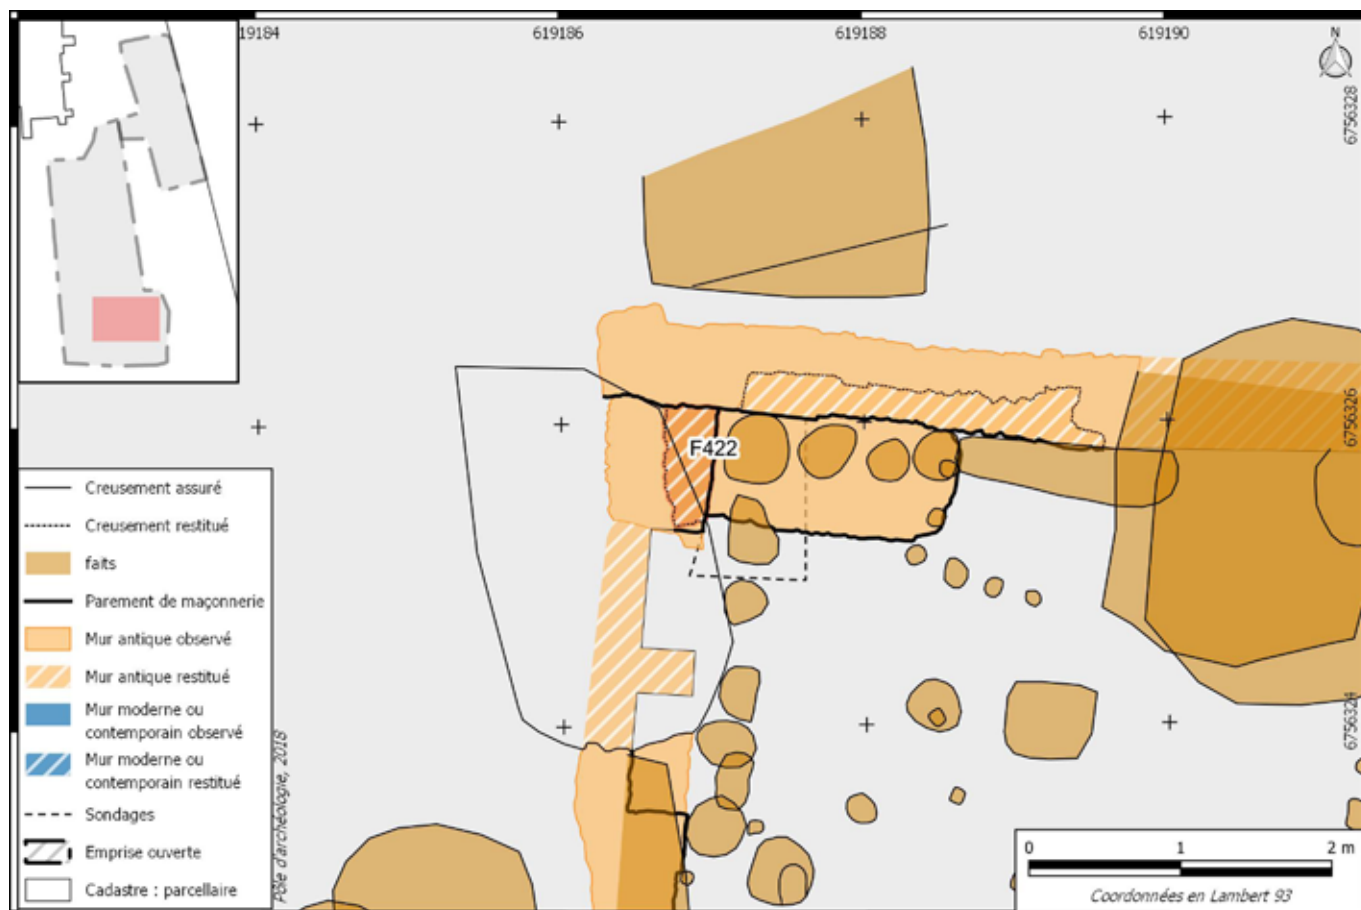 19184
619186
619188
619190
N
6756328
6756326
6756324
F422
Creusement assuré
Creusement restitué
faits
Parement de maçonnerie
Mur antique observé
Mur antique restitué
Mur moderne ou
contemporain observé
Mur moderne ou
contemporain restitué
Sondages
Emprise ouverte
Cadastre : parcellaire
Pôle d'archéologie, 2018
0 1 2 m
Coordonnées en Lambert 93